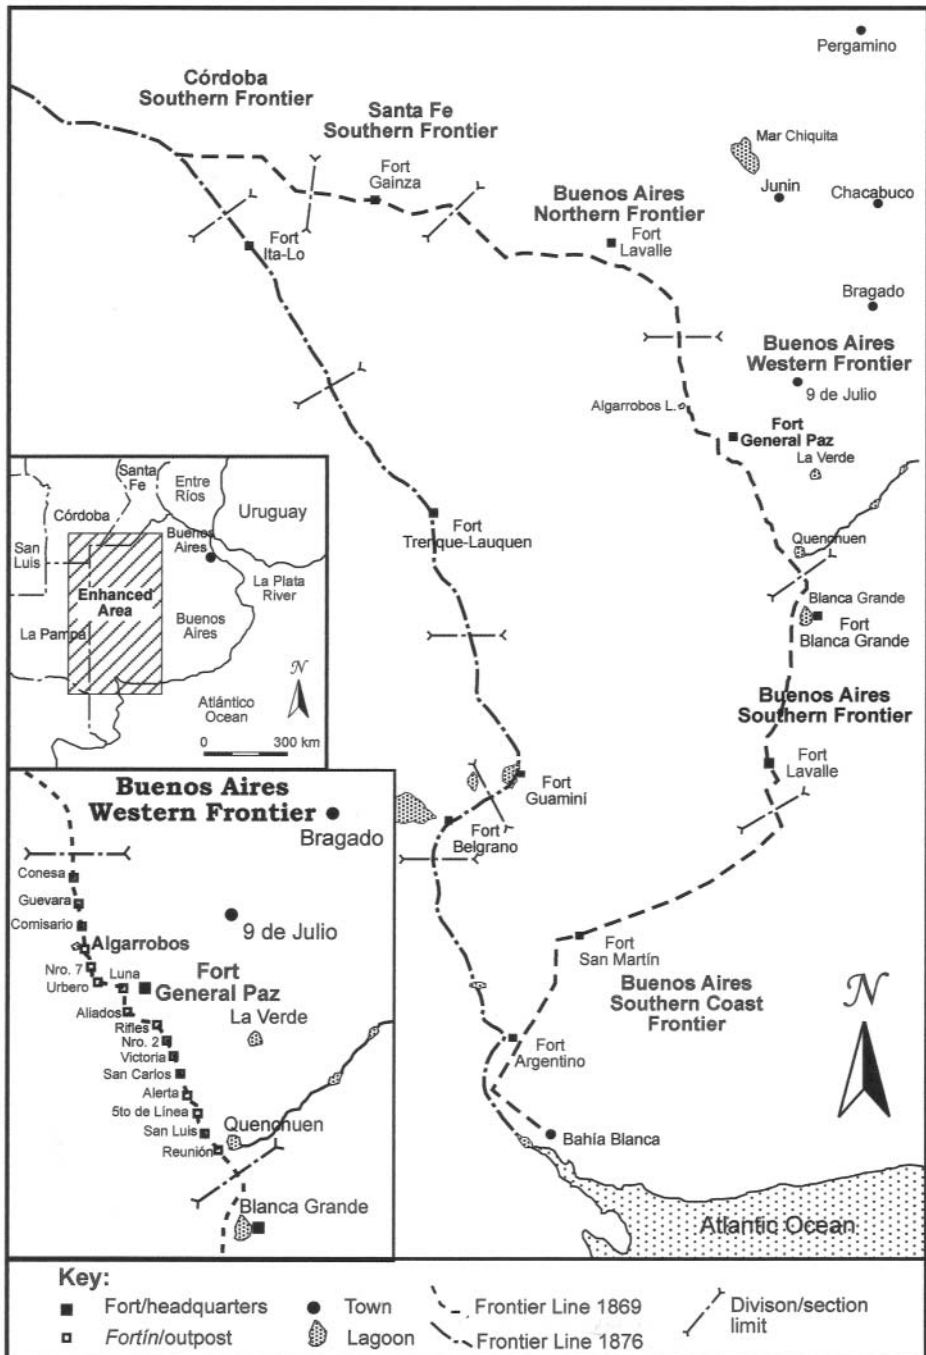 Pergamino
Córdoba
Southern Frontier
Santa Fe
Southern Frontier
Mar Chiquita
Fort
Gainza
Junin
Chacabuco
Buenos Aires
Northern Frontier
Fort
Ita-Lo
Fort
Lavalle
Bragado
Buenos Aires
Western Frontier
9 de Julio
Algarrobos L.
Fort
General Paz
La Verde
Fort
Trenque-Lauquen
Quenchuen
Blanca Grande
Fort
Blanca Grande
Buenos Aires
Southern Frontier
Fort
Lavalle
Fort
Guaminí
Fort
Belgrano
Fort
San Martín
Buenos Aires
Southern Coast
Frontier
N
Fort
Argentino
Bahía Blanca
Atlantic Ocean
Santa
Fe
Entre
Ríos
Córdoba
Uruguay
San
Luis
Buenos
Aires
Enhanced
Area
La Plata
River
La Pampa
Buenos
Aires
N
Atlántico
Ocean
0 300 km
Buenos Aires
Western Frontier
Bragado
Conesa
Guevara
Comisario
9 de Julio
Algarrobos
Nro. 7
Urbero
Luna
Fort
General Paz
Aliados
Rifles
La Verde
Nro. 2
Victoria
San Carlos
Alerta
5to de Línea
San Luis
Quenchuen
Reunión
Blanca Grande
Key:
Fort/headquarters
Town
Frontier Line 1869
Divison/section
limit
Fortín/outpost
Lagoon
Frontier Line 1876